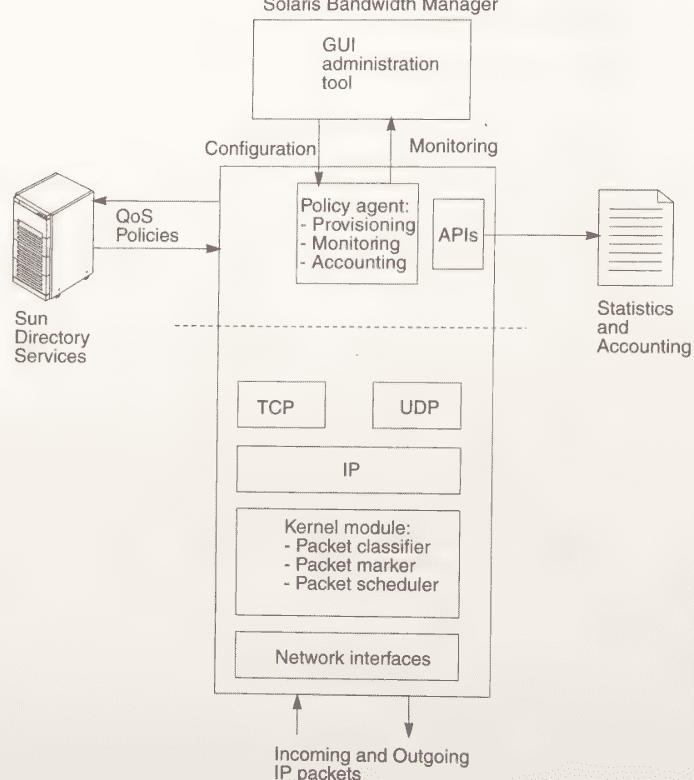 Solaris Bandwidth Manager
GUI
administration
tool
Configuration
Monitoring
QoS
Policies
Policy agent:
- Provisioning
- Monitoring
- Accounting
APIs
Sun
Directory
Services
Statistics
and
Accounting
TCP
UDP
IP
Kernel module:
- Packet classifier
- Packet marker
- Packet scheduler
Network interfaces
Incoming and Outgoing
IP packets